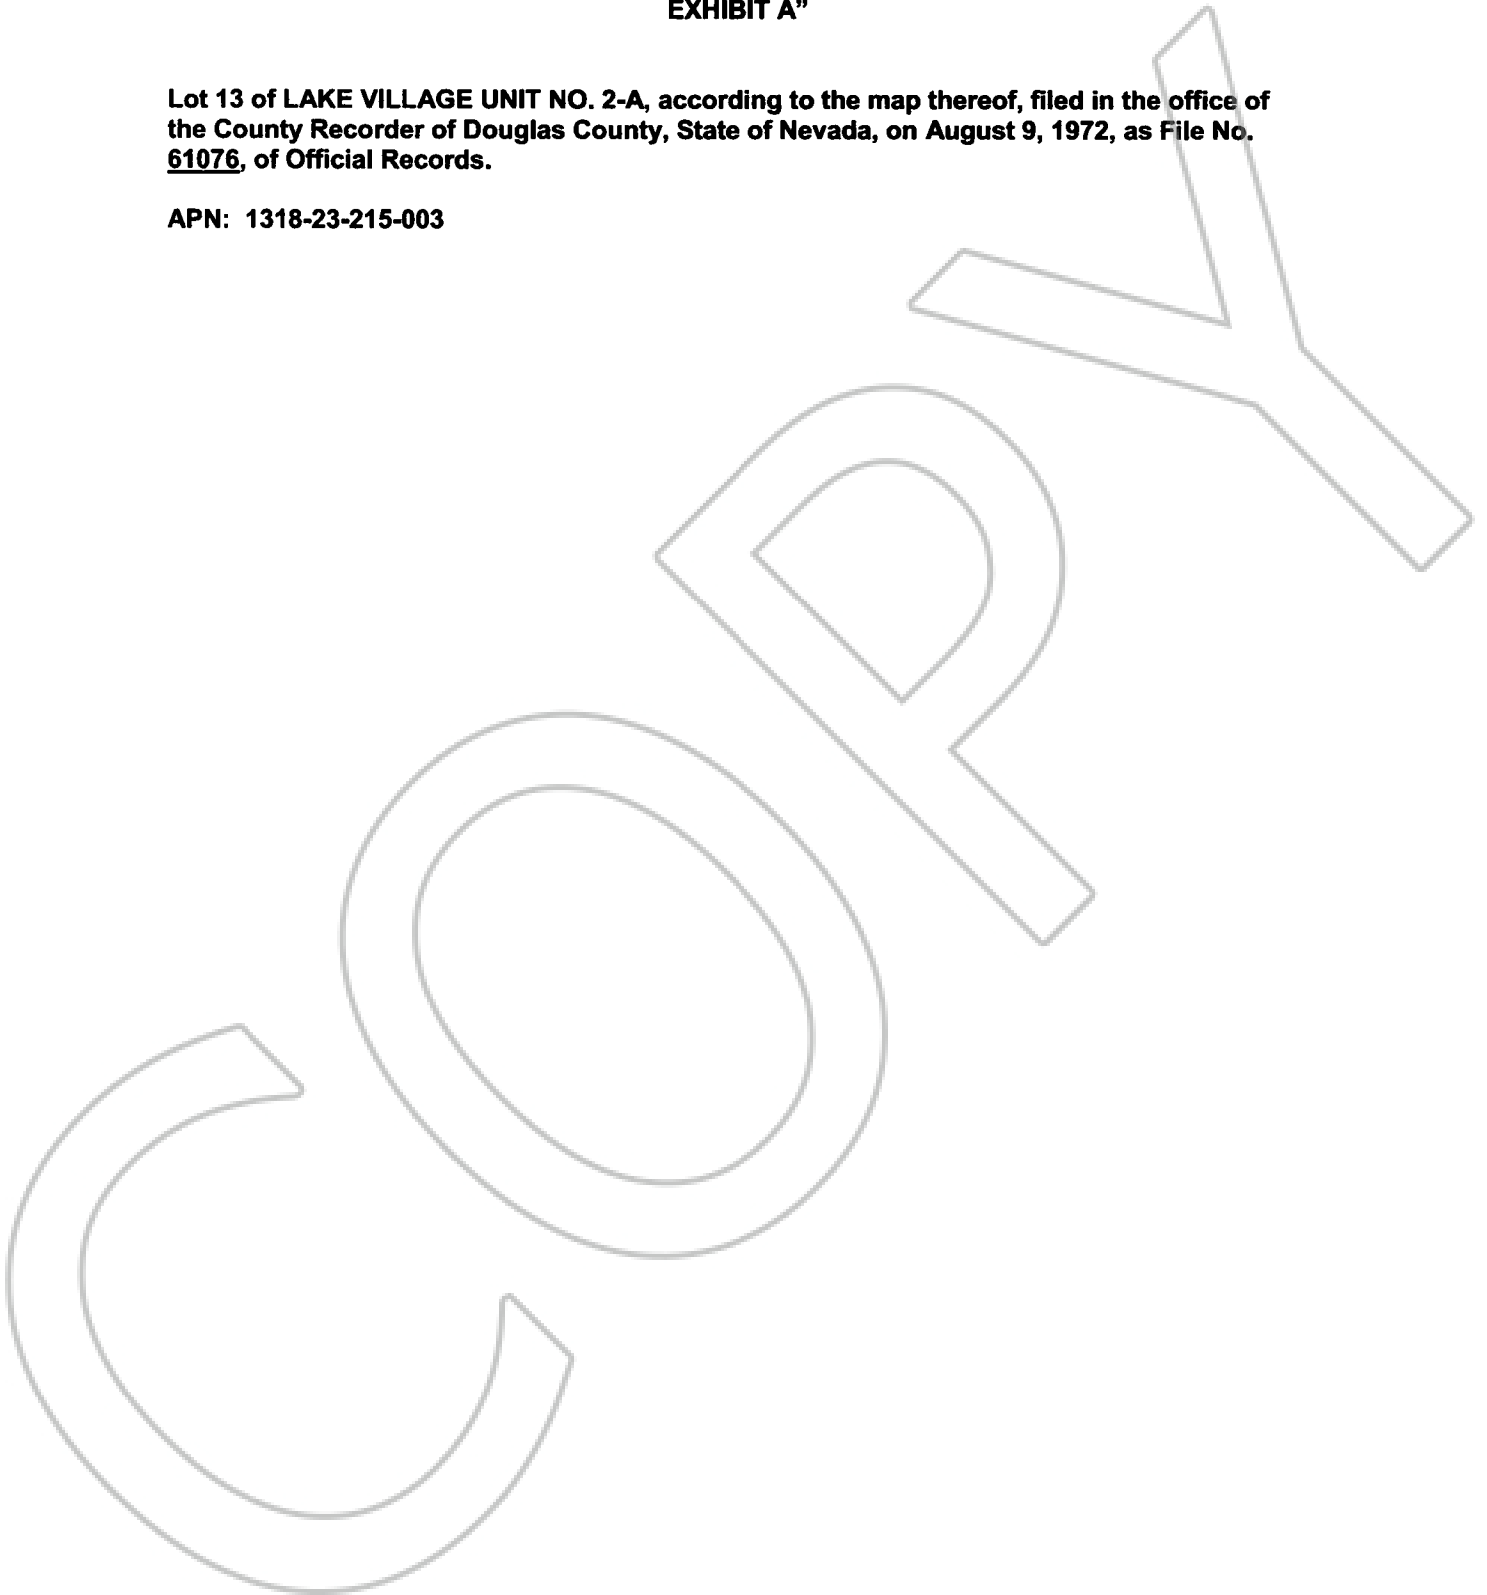 EXHIBIT A”
Lot 13 of LAKE VILLAGE UNIT NO. 2-A, according to the map thereof, filed in the office of
the County Recorder of Douglas County, State of Nevada, on August 9, 1972, as File No.
61076, of Official Records.
APN:  1318-23-215-003
COPY